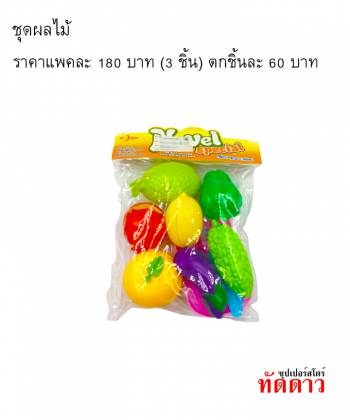 ชุดผลไม้
ราคาแพคละ 180 บาท (3 ชิ้น) ตกชิ้นละ 60 บาท
Novel
Special
ซุปเปอร์สโตร์
ทัดดาว